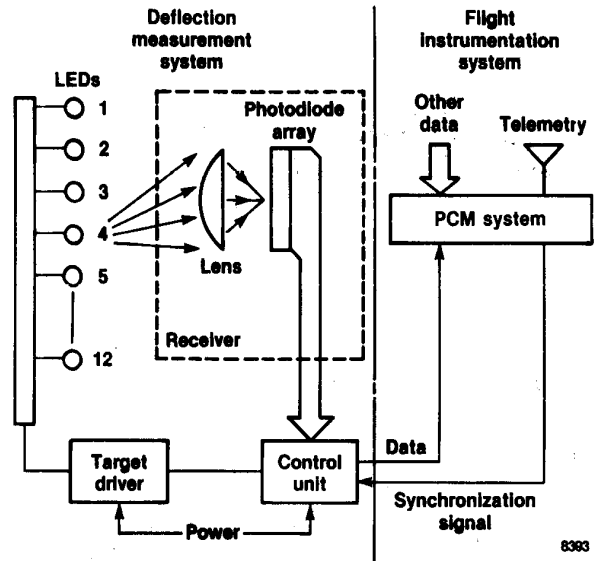 Deflection
measurement
system
Flight
instrumentation
system
LEDs
1
2
3
4
5
12
Photodiode
array
Lens
Receiver
Other
data
Telemetry
PCM system
Target
driver
Control
unit
Data
Power
Synchronization
signal
8393